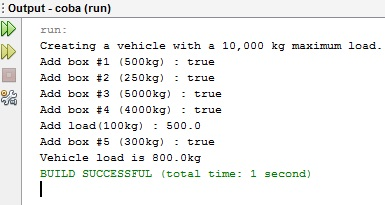 Output - coba (run)
run:
Creating a vehicle with a 10,000 kg maximum load.
Add box #1 (500kg) : true
Add box #2 (250kg) : true
Add box #3 (5000kg) : true
Add box #4 (4000kg) : true
Add load(100kg) : 500.0
Add box #5 (300kg) : true
Vehicle load is 800.0kg
BUILD SUCCESSFUL (total time: 1 second)